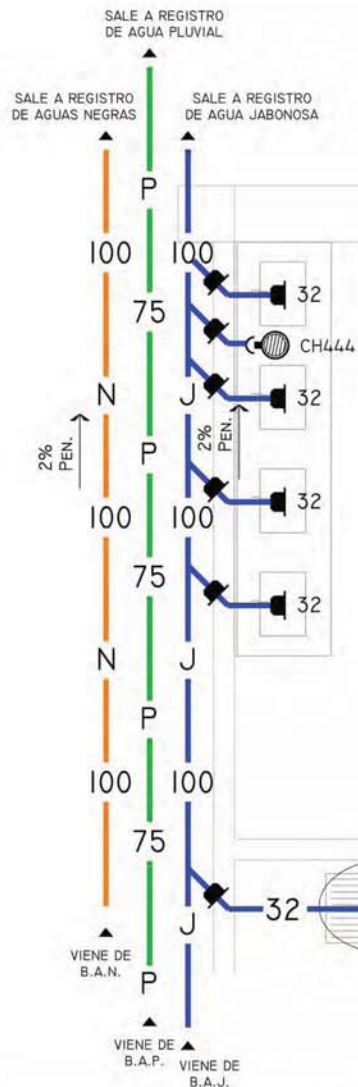 SALE A REGISTRO
DE AGUA PLUVIAL
SALE A REGISTRO
DE AGUAS NEGRAS
SALE A REGISTRO
DE AGUA JABONOSA
P
100
100
32
75
CH444
N
J
32
2%
PEN.
2%
PEN.
P
100
100
32
75
32
N
J
P
100
100
75
32
J
VIENE DE
B.A.N.
P
VIENE DE
B.A.P.
VIENE DE
B.A.J.